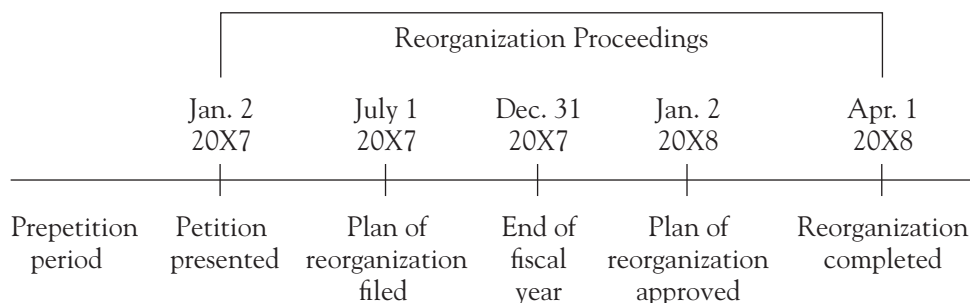 Reorganization Proceedings
Jan. 2 July 1 Dec. 31 Jan. 2 Apr. 1
20X7 20X7 20X7 20X8 20X8
Prepetition Petition Plan of End of Plan of Reorganization
period presented reorganization fiscal reorganization completed
filed year approved